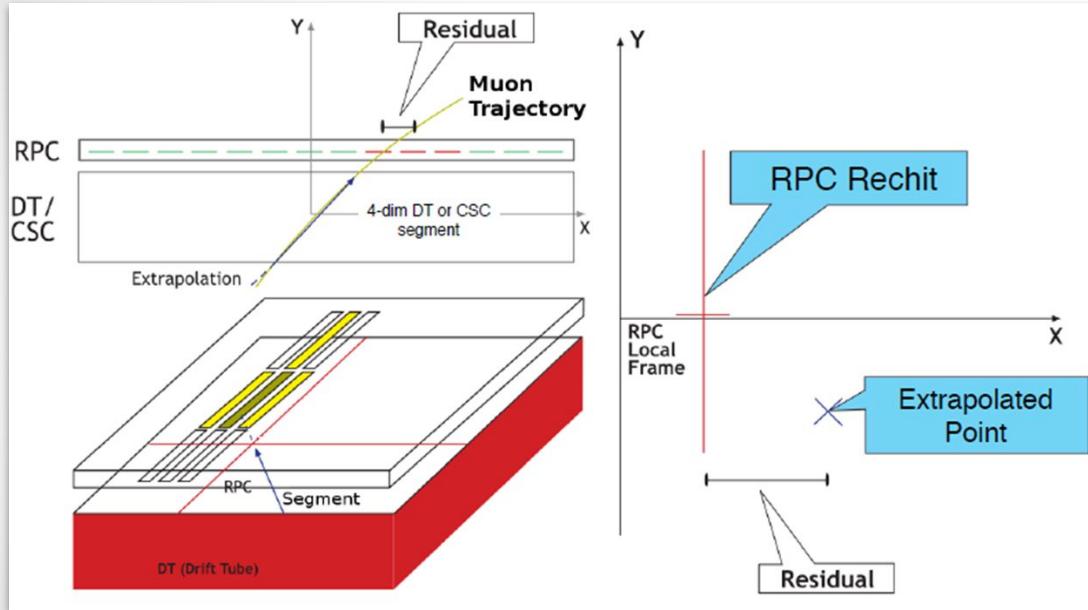 Y
Residual
Muon
Trajectory
RPC
DT/
CSC
4-dim DT or CSC
segment
X
Extrapolation
RPC
Segment
DT (Drift Tube)
Y
RPC Rechit
X
RPC
Local
Frame
Extrapolated
Point
Residual